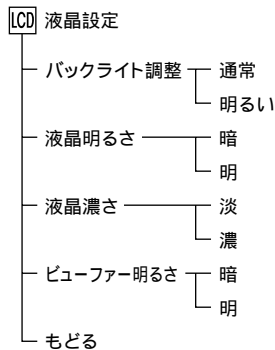 LCD 液晶設定
バックライト調整 通常
明るい
液晶明るさ 暗
明
液晶濃さ 淡
濃
ビューファー明るさ 暗
明
もどる